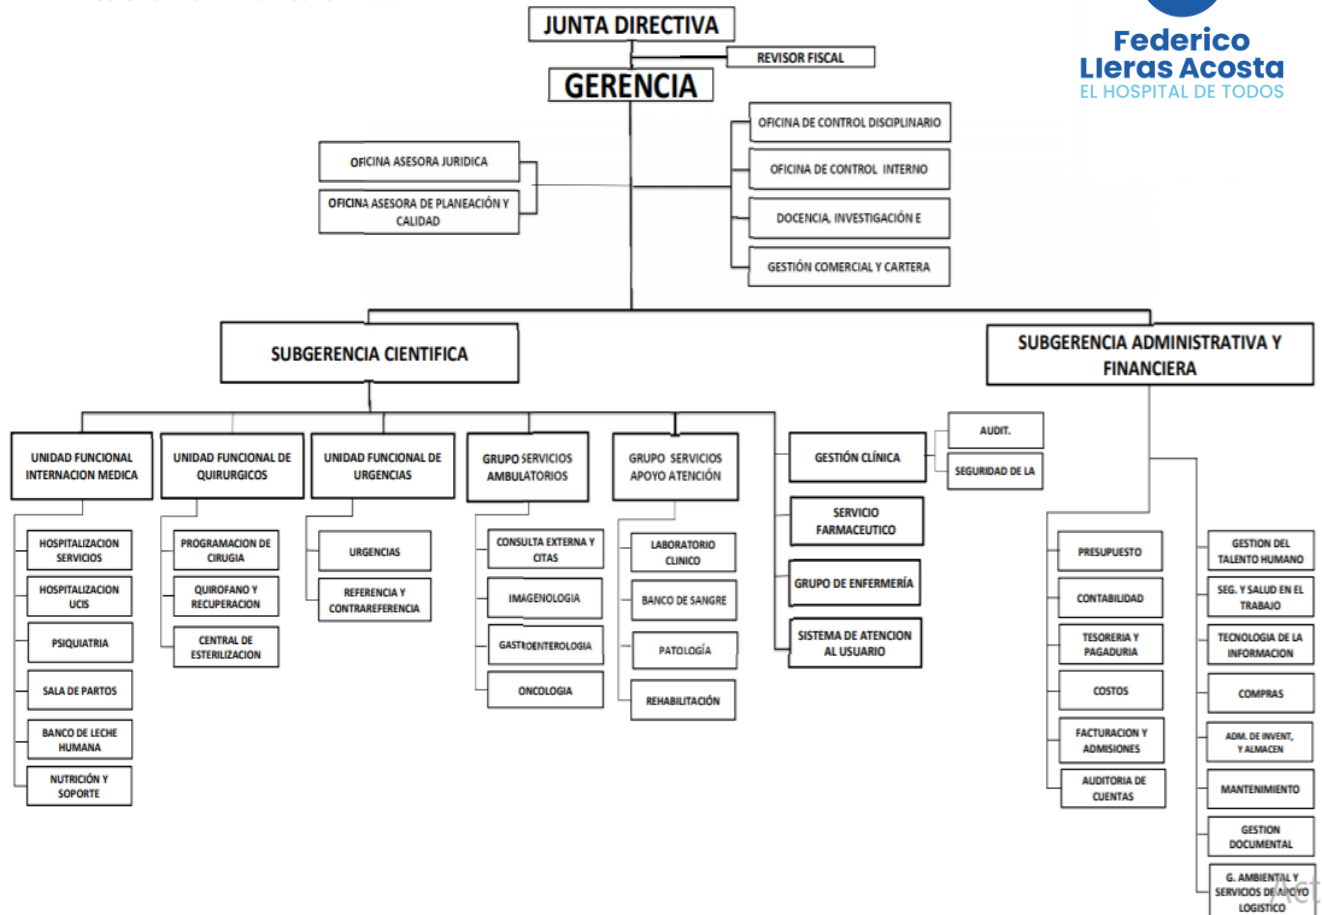 JUNTA DIRECTIVA
REVISOR FISCAL
GERENCIA
Federico
Lleras Acosta
EL HOSPITAL DE TODOS
OFICINA ASESORA JURIDICA
OFICINA ASESORA DE PLANEACIÓN Y
CALIDAD
OFICINA DE CONTROL DISCIPLINARIO
OFICINA DE CONTROL INTERNO
DOCENCIA, INVESTIGACIÓN E
GESTIÓN COMERCIAL Y CARTERA
SUBGERENCIA CIENTIFICA
SUBGERENCIA ADMINISTRATIVA Y
FINANCIERA
UNIDAD FUNCIONAL
INTERNACION MEDICA
HOSPITALIZACION
SERVICIOS
HOSPITALIZACION
UCIS
PSIQUIATRIA
SALA DE PARTOS
BANCO DE LECHE
HUMANA
NUTRICIÓN Y
SOPORTE
UNIDAD FUNCIONAL DE
QUIRURGICOS
PROGRAMACION DE
CIRUGIA
QUIROFANO Y
RECUPERACION
CENTRAL DE
ESTERILIZACION
UNIDAD FUNCIONAL DE
URGENCIAS
URGENCIAS
REFERENCIA Y
CONTRAREFERENCIA
GRUPO SERVICIOS
AMBULATORIOS
CONSULTA EXTERNA Y
CITAS
IMAGENOLOGIA
GASTROENTEROLOGIA
ONCOLOGIA
GRUPO SERVICIOS
APOYO ATENCIÓN
LABORATORIO
CLINICO
BANCO DE SANGRE
PATOLOGÍA
REHABILITACIÓN
GESTIÓN CLÍNICA
AUDIT.
SEGURIDAD DE LA
SERVICIO
FARMACEUTICO
GRUPO DE ENFERMERÍA
SISTEMA DE ATENCION
AL USUARIO
PRESUPUESTO
CONTABILIDAD
TESORERIA Y
PAGADURIA
COSTOS
FACTURACION Y
ADMISIONES
AUDITORIA DE
CUENTAS
GESTION DEL
TALENTO HUMANO
SEG. Y SALUD EN EL
TRABAJO
TECNOLOGIA DE LA
INFORMACION
COMPRAS
ADM. DE INVENT,
Y ALMACEN
MANTENIMIENTO
GESTION
DOCUMENTAL
G. AMBIENTAL Y
SERVICIOS DE APOYO
LOGISTICO
Act